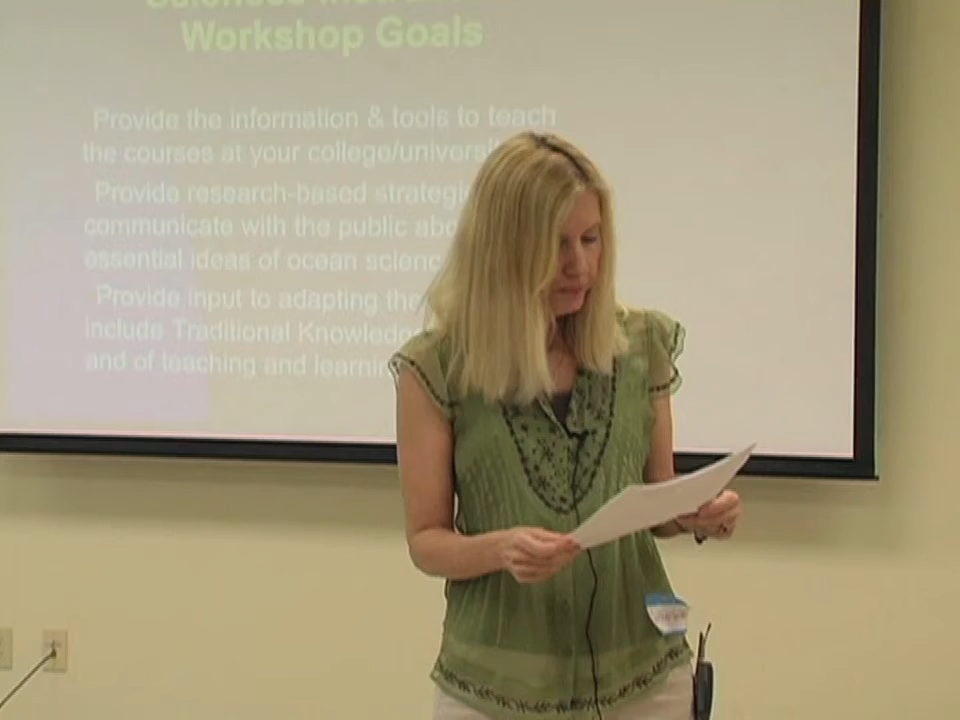 Workshop Goals
Provide the information & tools to teach
the courses at your college/universi
Provide research-based strategi
communicate with the public abo
essential ideas of ocean scienc
Provide input to adapting the
include Traditional Knowledg
and of teaching and learnin